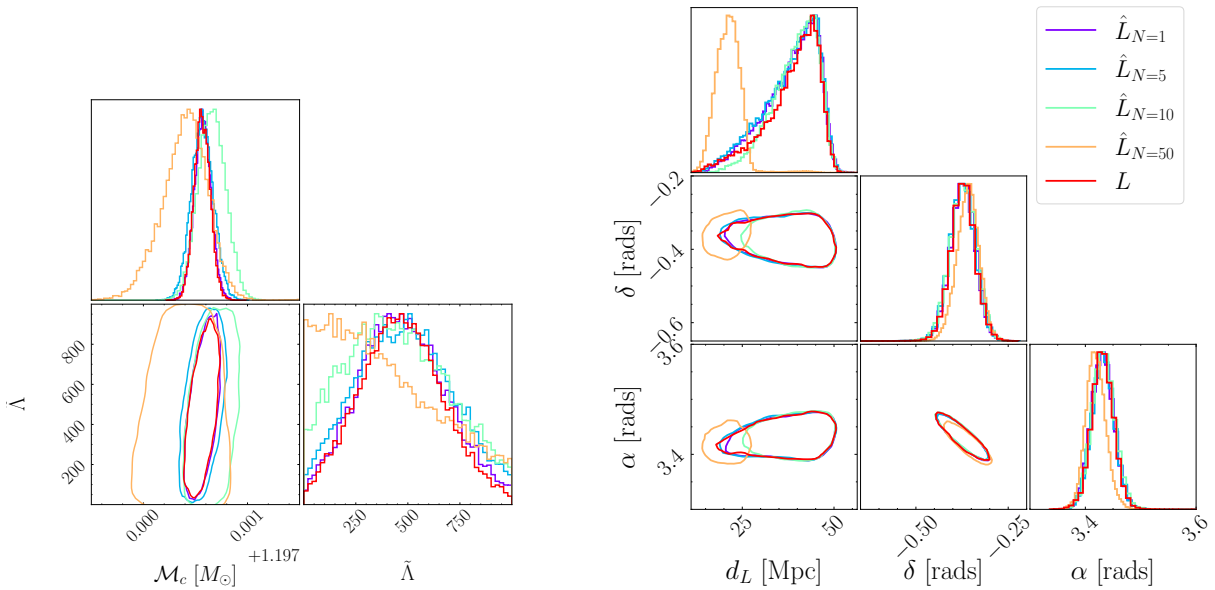 L̂_{N=1}
L̂_{N=5}
L̂_{N=10}
L̂_{N=50}
L
Λ̃
800
600
400
200
0.000
0.001
+1.197
ℳ_c [M_⊙]
250
500
750
Λ̃
δ [rads]
−0.2
−0.4
−0.6
α [rads]
3.6
3.4
25
50
d_L [Mpc]
−0.50
−0.25
δ [rads]
3.4
3.6
α [rads]